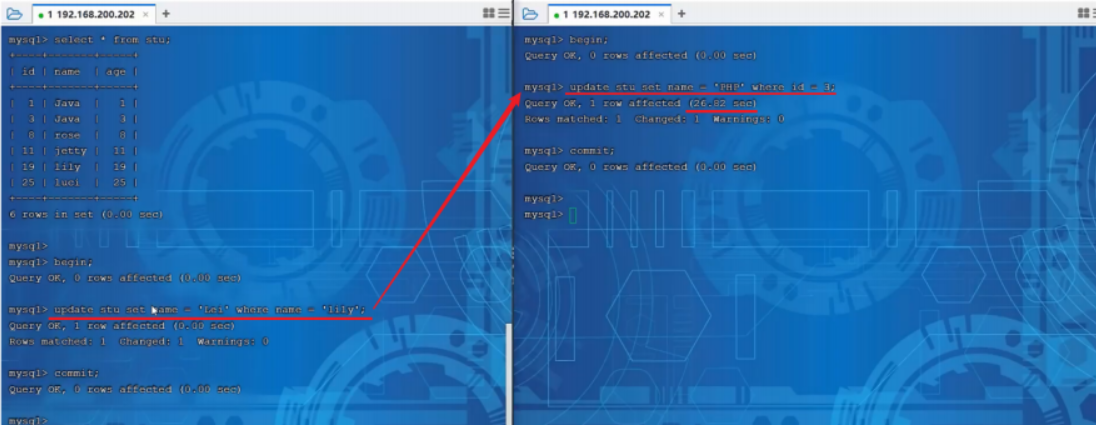 1 192.168.200.202 × +
mysql> select * from stu;
+----+-------+-----+
| id | name | age |
+----+-------+-----+
| 1 | Java | 1 |
| 3 | Java | 3 |
| 8 | rose | 8 |
| 11 | jetty | 11 |
| 19 | lily | 19 |
| 25 | luci | 25 |
+----+-------+-----+
6 rows in set (0.00 sec)
mysql>
mysql> begin;
Query OK, 0 rows affected (0.00 sec)
mysql> update stu set name = 'Lei' where name = 'lily';
Query OK, 1 row affected (0.00 sec)
Rows matched: 1 Changed: 1 Warnings: 0
mysql> commit;
Query OK, 0 rows affected (0.00 sec)
mysql>
1 192.168.200.202 × +
mysql> begin;
Query OK, 0 rows affected (0.00 sec)
mysql> update stu set name = 'PHP' where id = 3;
Query OK, 1 row affected (26.82 sec)
Rows matched: 1 Changed: 1 Warnings: 0
mysql> commit;
Query OK, 0 rows affected (0.00 sec)
mysql>
mysql>